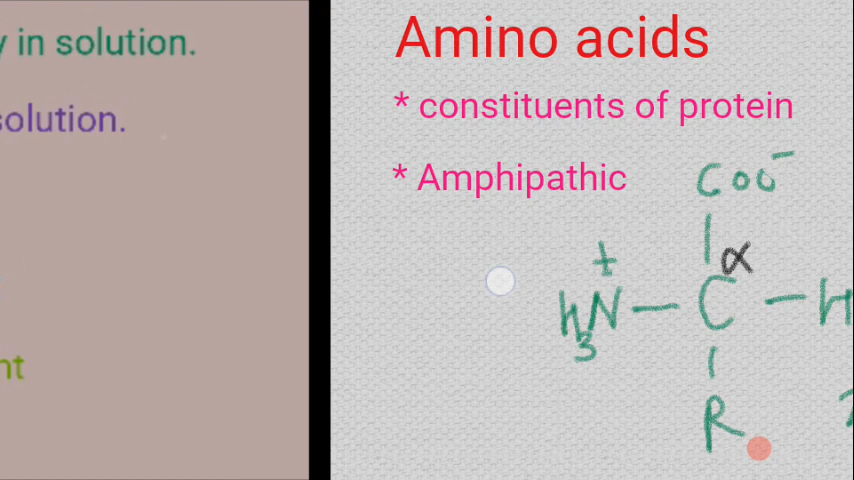 y in solution.
solution.
nt
Amino acids
* constituents of protein
* Amphipathic
COO⁻
α
H₃N⁺ — C — H
R